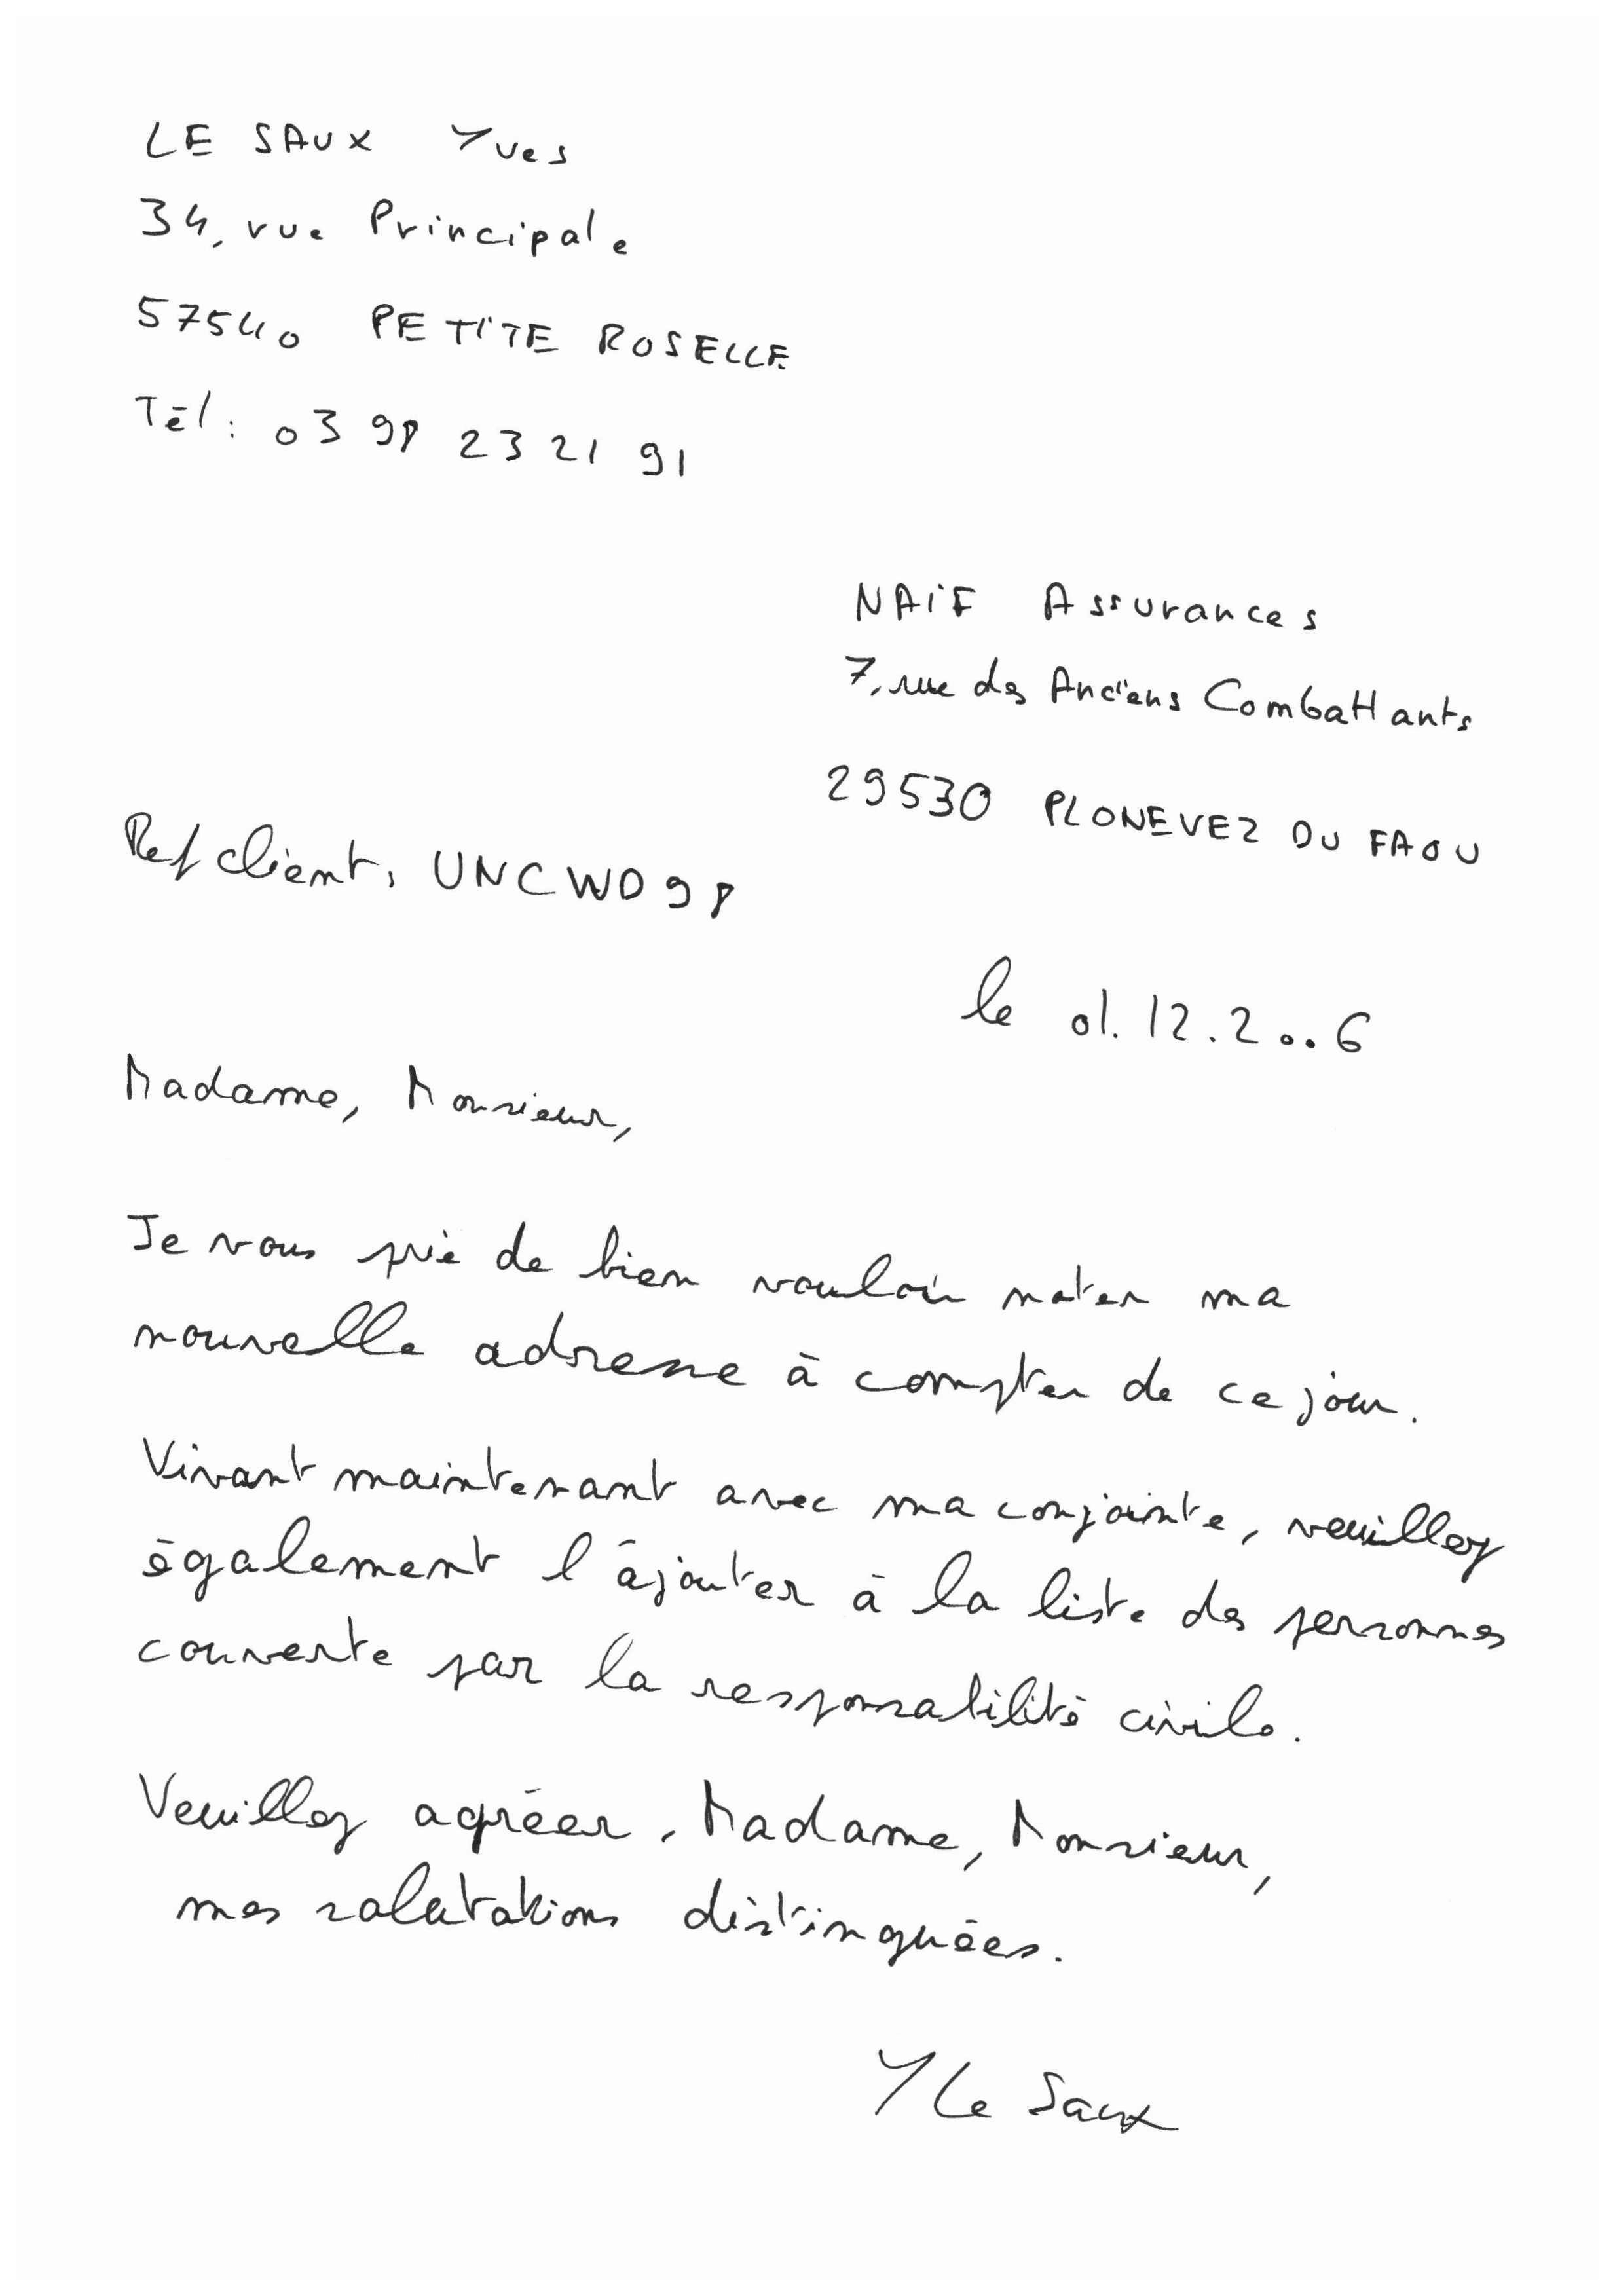 LE SAUX Yves
34, rue Principale
57540 PETITE ROSELLE
Tél: 03 98 23 21 91
NAIF Assurances
7, rue des Anciens Combattants
29530 PLONEVEZ DU FAOU
Ref client, UNCWD98
le 01.12.2006
Madame, Monsieur,
Je vous prie de bien vouloir noter ma
nouvelle adresse à compter de ce jour.
Vivant maintenant avec ma conjointe, veuillez
également l'ajouter à la liste des personnes
couverte par la responsabilité civile.
Veuillez agréer, Madame, Monsieur,
mes salutations distinguées.
Y Le Saux